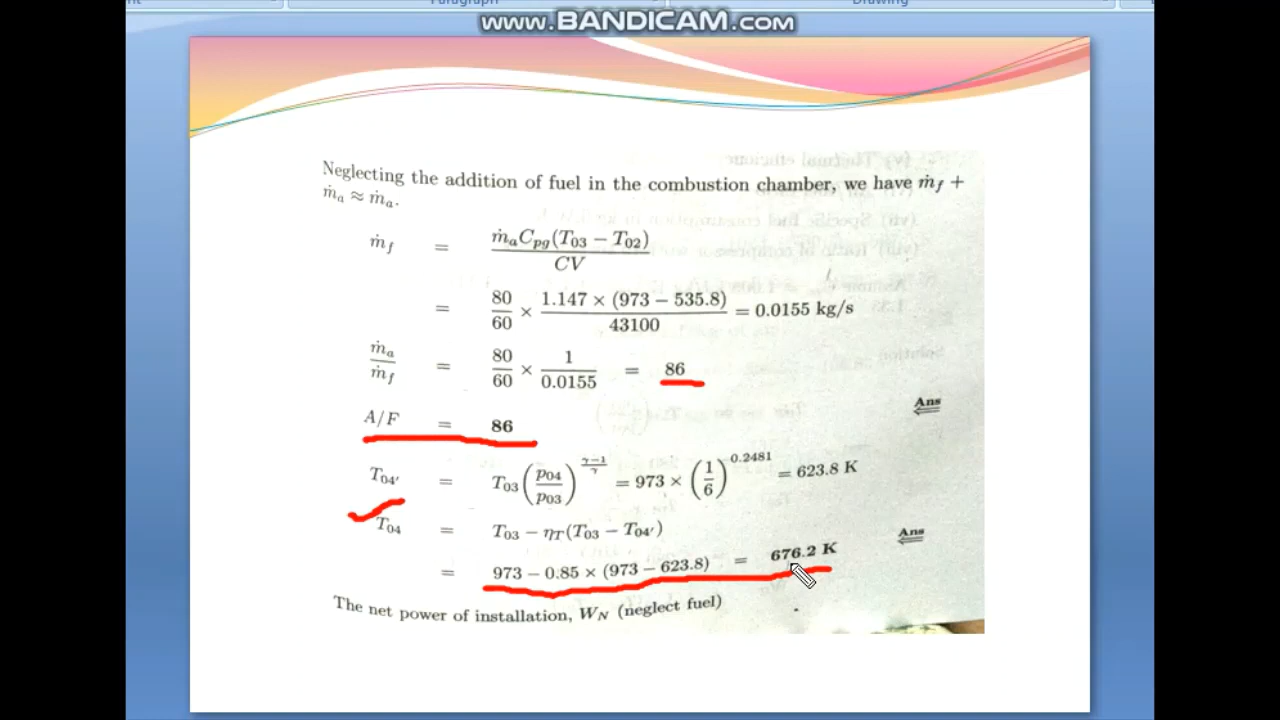 Paragraph
Drawing
www.BANDICAM.com
Neglecting the addition of fuel in the combustion chamber, we have ṁf +
ṁa ≈ ṁa.
ṁf = ṁaCpg(T03 − T02) / CV
= 80/60 × 1.147 × (973 − 535.8) / 43100 = 0.0155 kg/s
ṁa/ṁf = 80/60 × 1/0.0155 = 86
Ans
A/F = 86
T04′ = T03 (p04/p03)^(γ−1)/γ = 973 × (1/6)^0.2481 = 623.8 K
T04 = T03 − ηT(T03 − T04′)
Ans
= 973 − 0.85 × (973 − 623.8) = 676.2 K
The net power of installation, WN (neglect fuel)